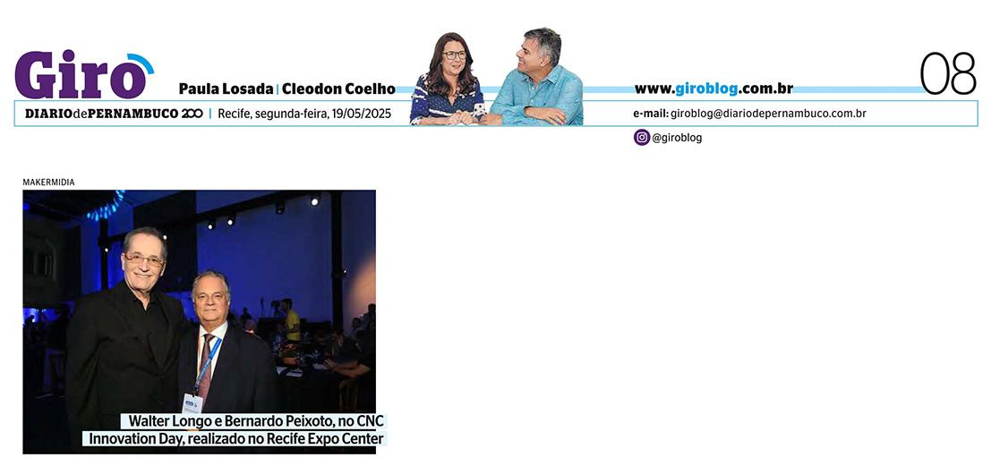 Giro
Paula Losada | Cleodon Coelho
www.giroblog.com.br
08
DIARIOdePERNAMBUCO 200 | Recife, segunda-feira, 19/05/2025
e-mail: giroblog@diariodepernambuco.com.br
@giroblog
MAKERMIDIA
Walter Longo e Bernardo Peixoto, no CNC
Innovation Day, realizado no Recife Expo Center